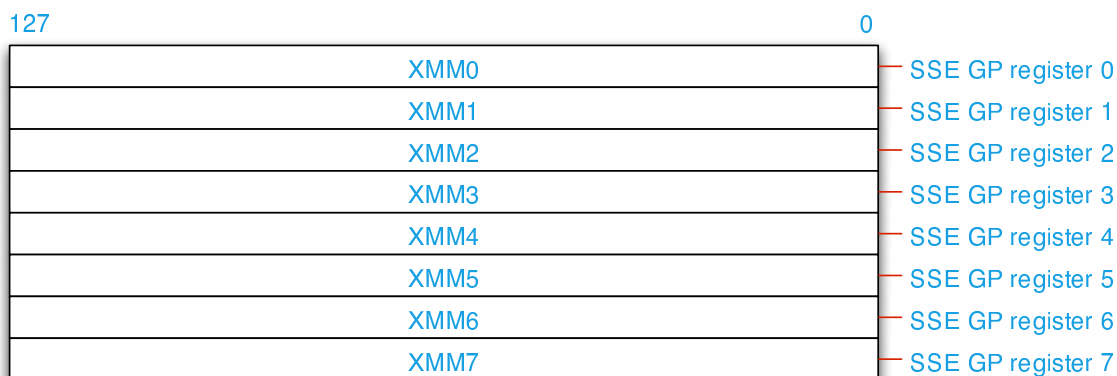 127 0
XMM0 SSE GP register 0
XMM1 SSE GP register 1
XMM2 SSE GP register 2
XMM3 SSE GP register 3
XMM4 SSE GP register 4
XMM5 SSE GP register 5
XMM6 SSE GP register 6
XMM7 SSE GP register 7